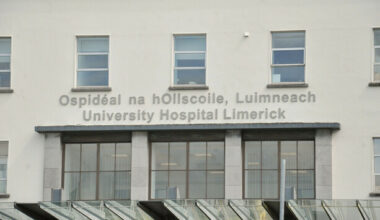 Ospidéal na hOllscoile, Luimneach
University Hospital Limerick